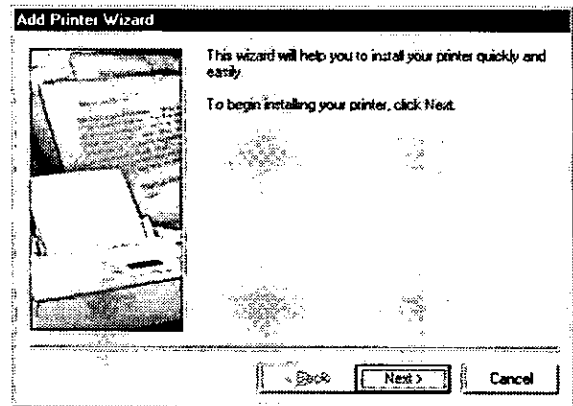 Add Printer Wizard
This wizard will help you to install your printer quickly and
easily.
To begin installing your printer, click Next.
< Back
Next >
Cancel